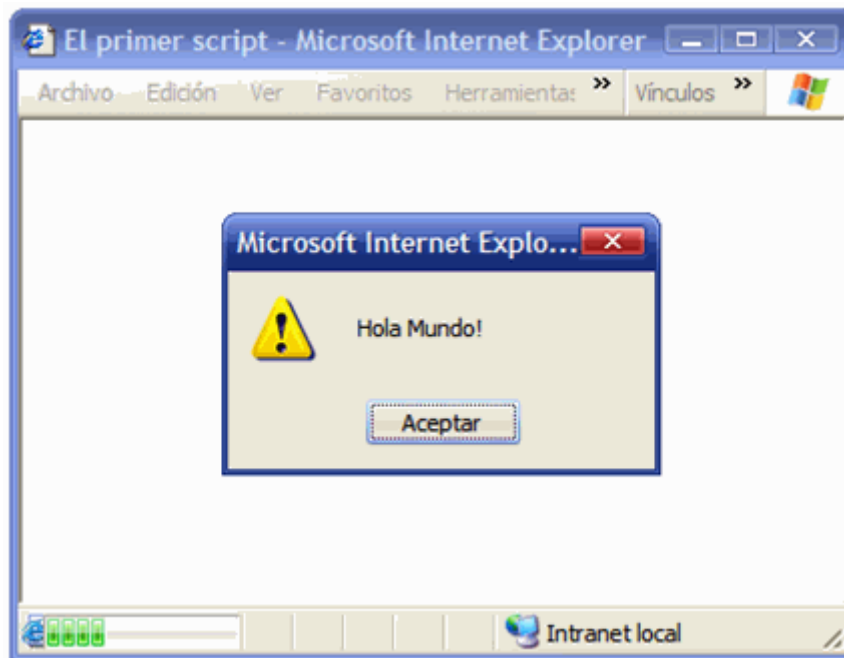 El primer script - Microsoft Internet Explorer
Archivo Edición Ver Favoritos Herramientas » Vínculos »
Microsoft Internet Explo...
Hola Mundo!
Aceptar
Intranet local